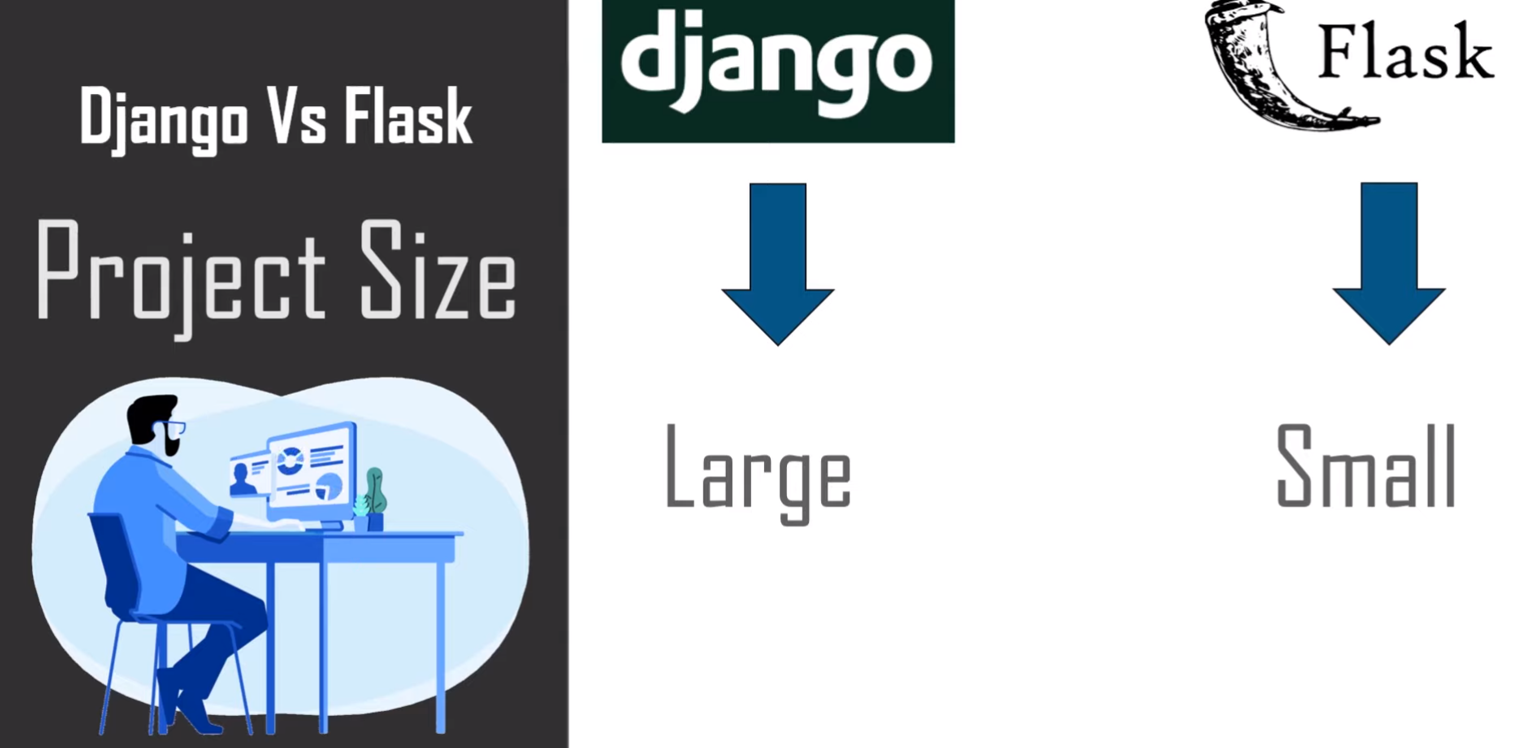 Django Vs Flask
Project Size
django
Flask
Large
Small